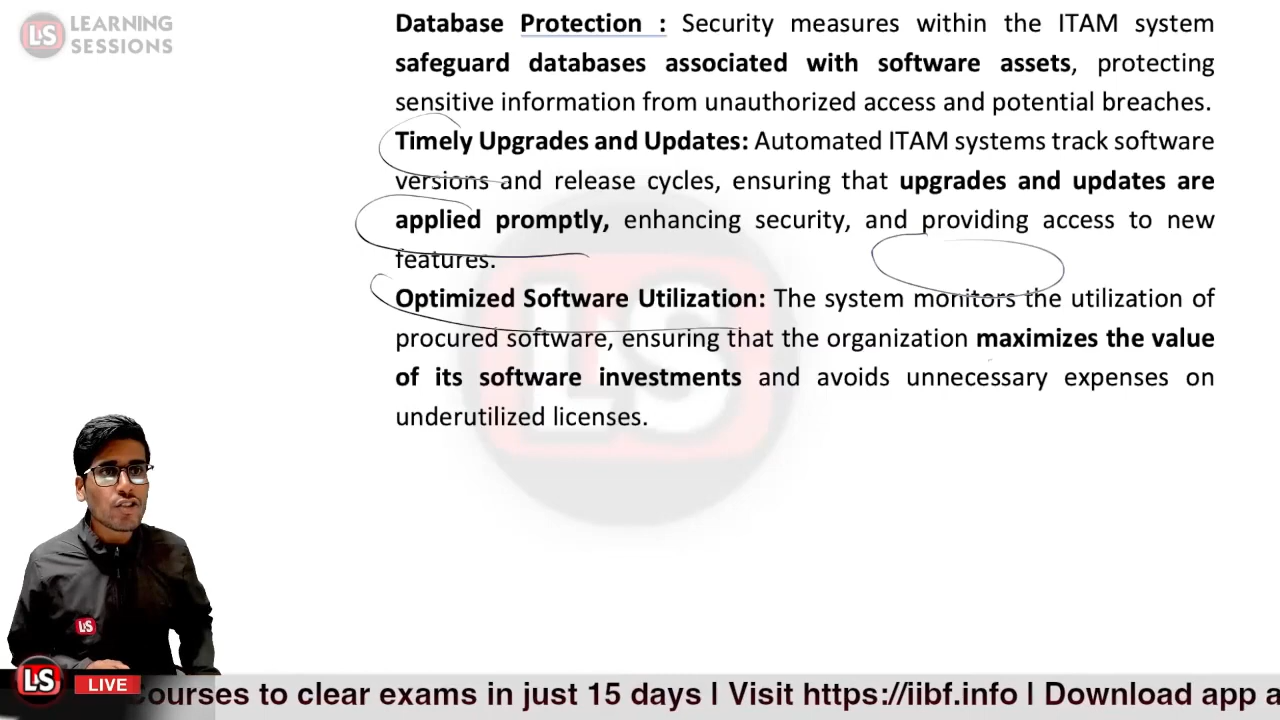 LS LEARNING
SESSIONS
Database Protection : Security measures within the ITAM system
safeguard databases associated with software assets, protecting
sensitive information from unauthorized access and potential breaches.
Timely Upgrades and Updates: Automated ITAM systems track software
versions and release cycles, ensuring that upgrades and updates are
applied promptly, enhancing security, and providing access to new
features.
Optimized Software Utilization: The system monitors the utilization of
procured software, ensuring that the organization maximizes the value
of its software investments and avoids unnecessary expenses on
underutilized licenses.
LS
LS
LS LIVE ourses to clear exams in just 15 days | Visit https://iibf.info | Download app a